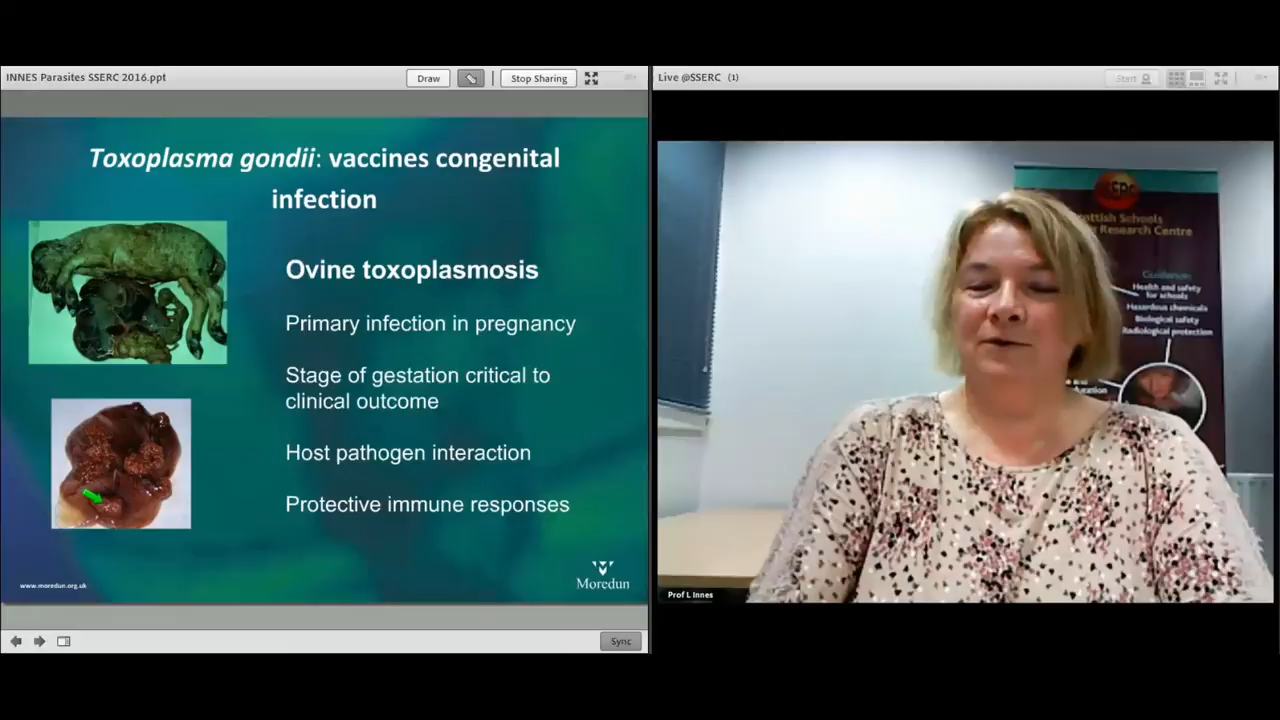 INNES Parasites SSERC 2016.ppt
Draw
Stop Sharing
Toxoplasma gondii: vaccines congenital
infection
Ovine toxoplasmosis
Primary infection in pregnancy
Stage of gestation critical to
clinical outcome
Host pathogen interaction
Protective immune responses
www.moredun.org.uk
Moredun
Sync
Live @SSERC (1)
Start
Scottish Schools
Research Centre
Guidance:
Health and safety
for schools
Hazardous chemicals
Biological safety
Radiological protection
Prof L Innes